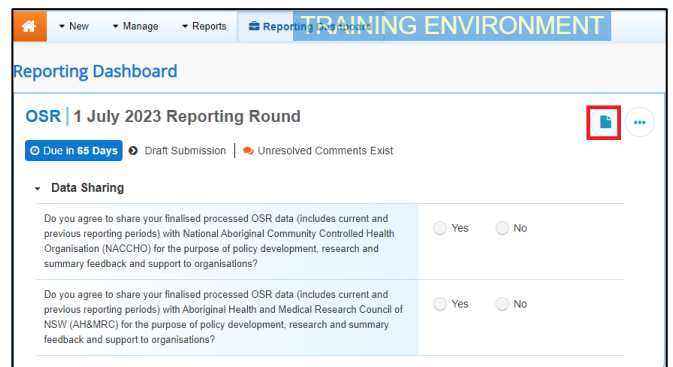 New Manage Reports Reporting Dashboard TRAINING ENVIRONMENT
Reporting Dashboard
OSR | 1 July 2023 Reporting Round
Due in 65 Days Draft Submission | Unresolved Comments Exist
Data Sharing
Do you agree to share your finalised processed OSR data (includes current and
previous reporting periods) with National Aboriginal Community Controlled Health
Organisation (NACCHO) for the purpose of policy development, research and
summary feedback and support to organisations?
Yes No
Do you agree to share your finalised processed OSR data (includes current and
previous reporting periods) with Aboriginal Health and Medical Research Council of
NSW (AH&MRC) for the purpose of policy development, research and summary
feedback and support to organisations?
Yes No